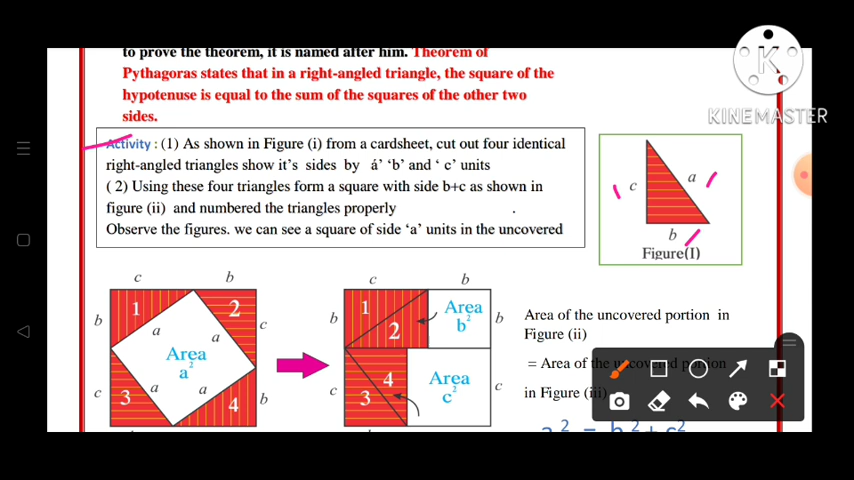 to prove the theorem, it is named after him. Theorem of
Pythagoras states that in a right-angled triangle, the square of the
hypotenuse is equal to the sum of the squares of the other two
sides.
K
KINEMASTER
Activity : (1) As shown in Figure (i) from a cardsheet, cut out four identical
right-angled triangles show it's sides by á' 'b' and ' c' units
( 2) Using these four triangles form a square with side b+c as shown in
figure (ii) and numbered the triangles properly
Observe the figures. we can see a square of side 'a' units in the uncovered
c
a
b
Figure(I)
c b
b 1 2 c
a a
Area
a²
a a
c 3 4 b
c b
b 1 2 Area b² b
c 3 4 Area c² c
Area of the uncovered portion in
Figure (ii)
= Area of the uncovered portion
in Figure (iii)
a² = b² + c²